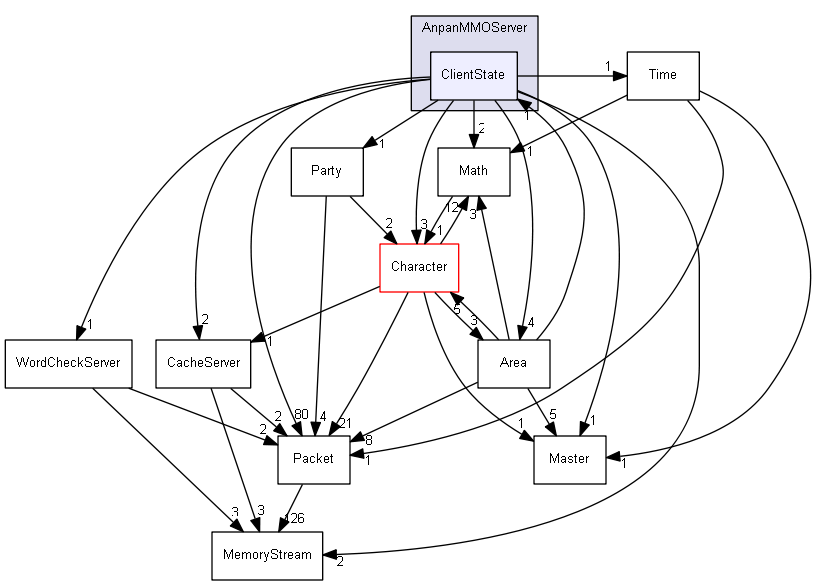 AnpanMMOServer
ClientState
1
Time
1
1
2
1
Party
Math
12
3
2
3
1
1
2
1
5
3
4
WordCheckServer
CacheServer
Character
Area
80
4
21
2
2
8
1
5
1
1
1
Packet
Master
3
3
126
2
MemoryStream